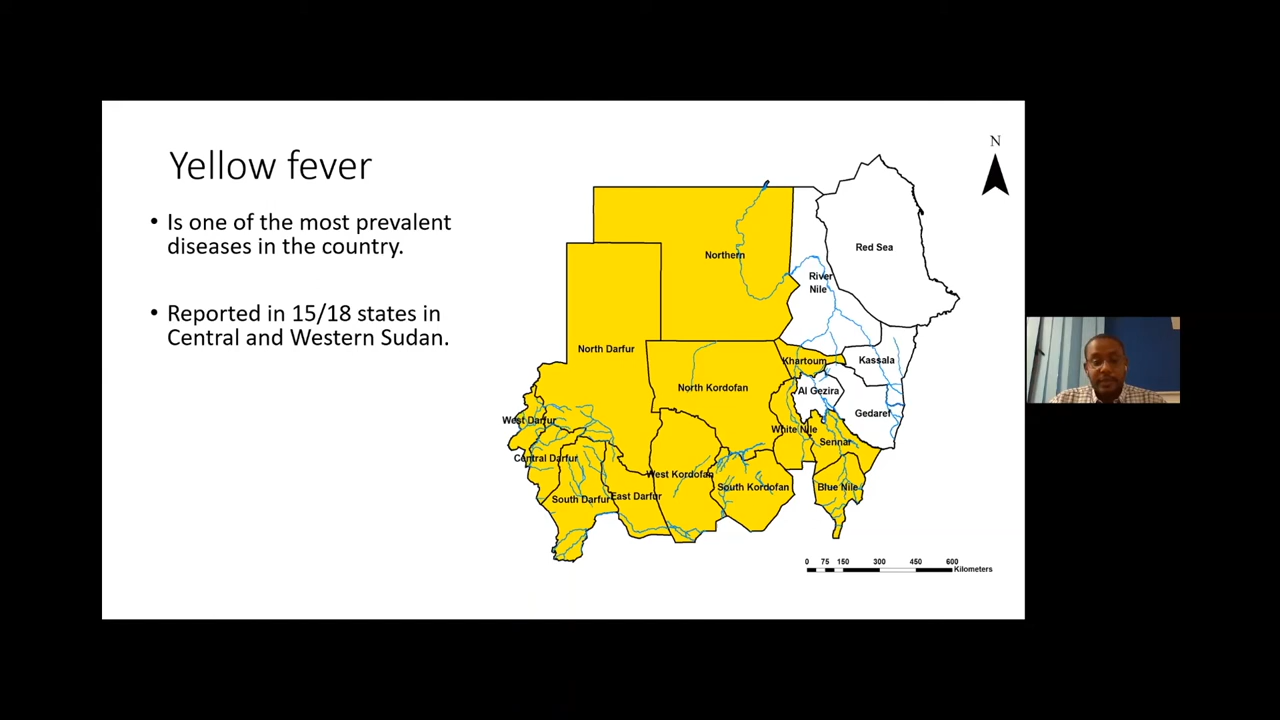 Yellow fever
• Is one of the most prevalent
diseases in the country.
• Reported in 15/18 states in
Central and Western Sudan.
N
Red Sea
Northern
River
Nile
North Darfur
Khartoum
Kassala
North Kordofan
Al Gezira
Gedaref
West Darfur
White Nile
Sennar
Central Darfur
West Kordofan
South Kordofan
Blue Nile
South Darfur
East Darfur
0 75 150 300 450 600
Kilometers